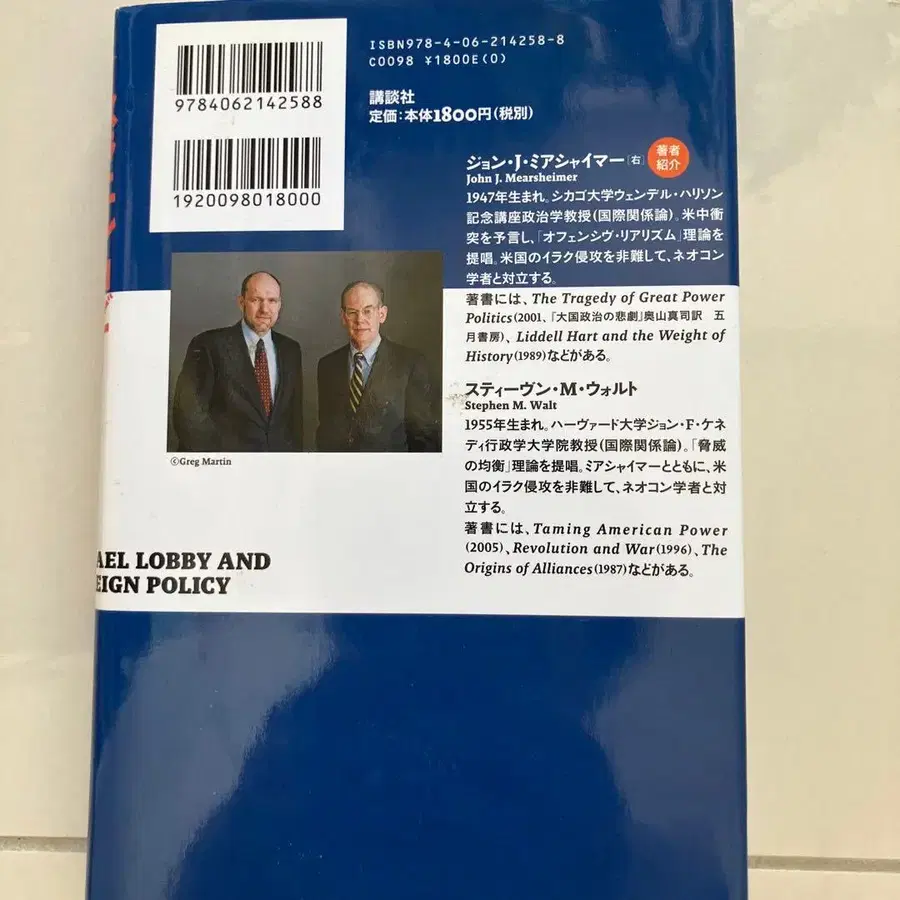 ISBN978-4-06-214258-8
C0098 ¥1800E(0)
9784062142588
講談社
定価:本体1800円(税別)
1920098018000
著者
紹介
ジョン・J・ミアシャイマー[右]
John J. Mearsheimer
1947年生まれ。シカゴ大学ウェンデル・ハリソン
記念講座政治学教授(国際関係論)。米中衝
突を予言し、「オフェンシヴ・リアリズム」理論を
提唱。米国のイラク侵攻を非難して、ネオコン
学者と対立する。
著書には、The Tragedy of Great Power
Politics(2001、『大国政治の悲劇』奥山真司訳 五
月書房)、Liddell Hart and the Weight of
History(1989)などがある。
スティーヴン・M・ウォルト
Stephen M. Walt
1955年生まれ。ハーヴァード大学ジョン・F・ケネ
ディ行政学大学院教授(国際関係論)。「脅威
の均衡」理論を提唱。ミアシャイマーとともに、米
国のイラク侵攻を非難して、ネオコン学者と対
立する。
著書には、Taming American Power
(2005)、Revolution and War(1996)、The
Origins of Alliances(1987)などがある。
©Greg Martin
AEL LOBBY AND
EIGN POLICY